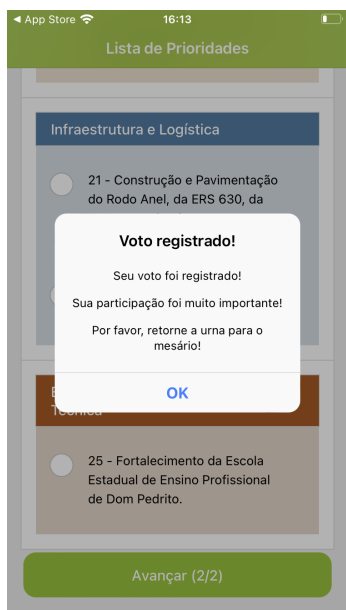 App Store
16:13
Lista de Prioridades
Infraestrutura e Logística
21 - Construção e Pavimentação
do Rodo Anel, da ERS 630, da
Voto registrado!
Seu voto foi registrado!
Sua participação foi muito importante!
Por favor, retorne a urna para o
mesário!
OK
25 - Fortalecimento da Escola
Estadual de Ensino Profissional
de Dom Pedrito.
Avançar (2/2)